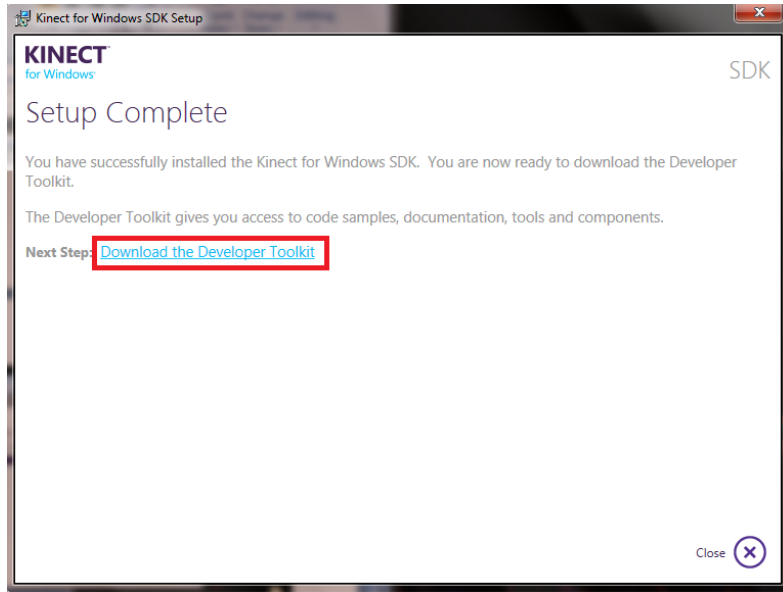 Kinect for Windows SDK Setup
KINECT
for Windows
SDK
Setup Complete
You have successfully installed the Kinect for Windows SDK. You are now ready to download the Developer
Toolkit.
The Developer Toolkit gives you access to code samples, documentation, tools and components.
Next Step: Download the Developer Toolkit
Close